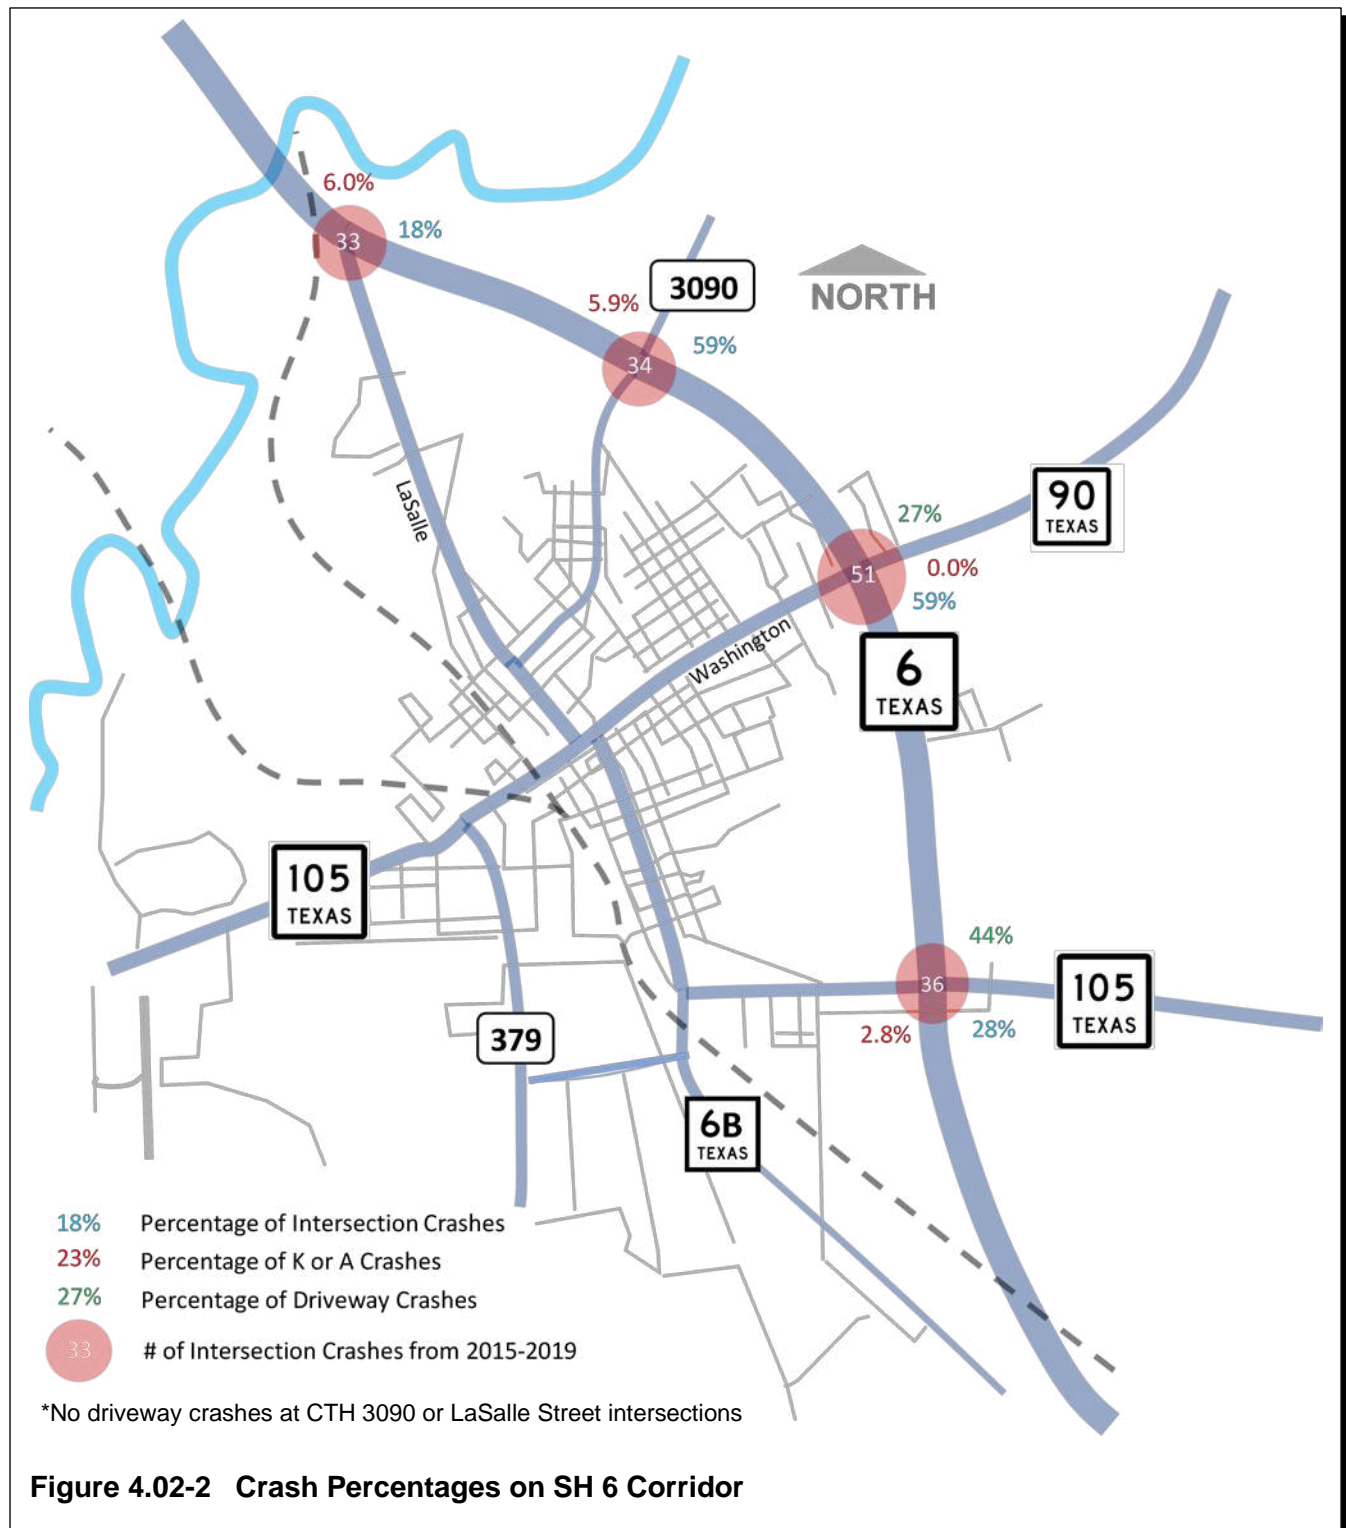 6.0%
33
18%
3090
5.9%
34
59%
NORTH
LaSalle
90
TEXAS
27%
51
0.0%
59%
Washington
6
TEXAS
105
TEXAS
44%
36
2.8%
28%
105
TEXAS
379
6B
TEXAS
18% Percentage of Intersection Crashes
23% Percentage of K or A Crashes
27% Percentage of Driveway Crashes
33 # of Intersection Crashes from 2015-2019
*No driveway crashes at CTH 3090 or LaSalle Street intersections
Figure 4.02-2 Crash Percentages on SH 6 Corridor